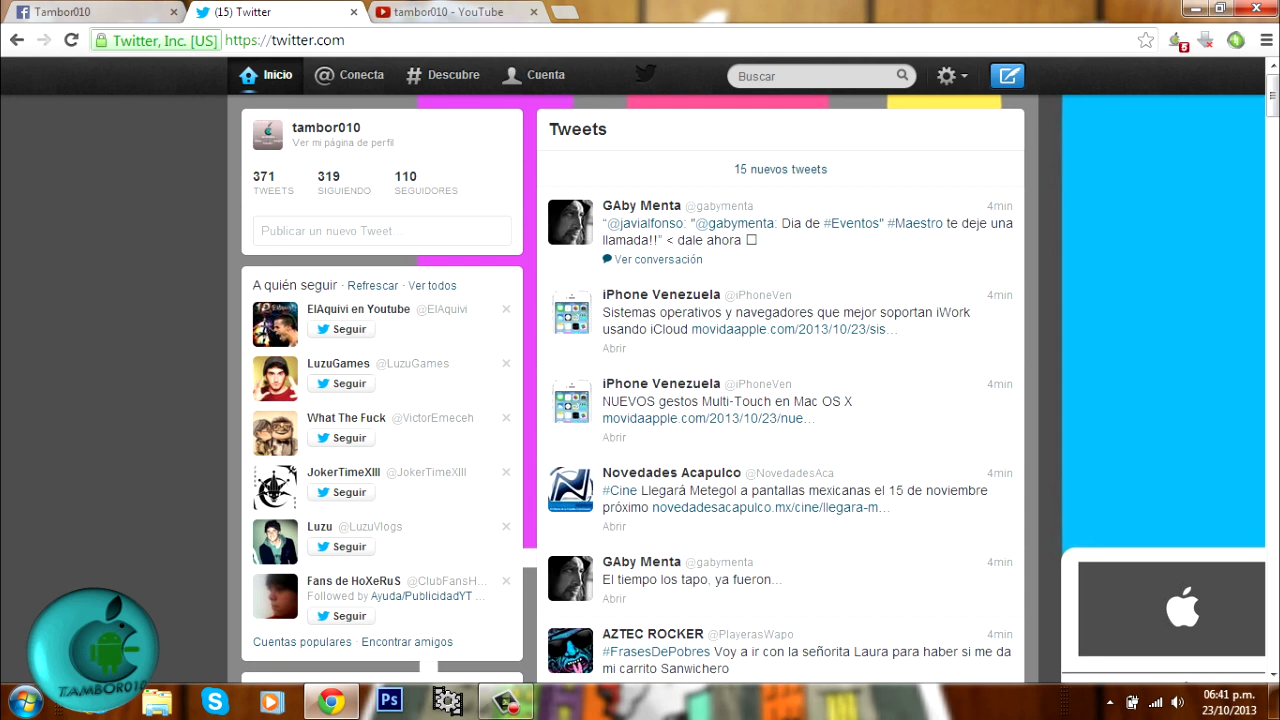 Tambor010
(15) Twitter
tambor010 - YouTube
Twitter, Inc. [US]
https://twitter.com
5
Inicio
Conecta
Descubre
Cuenta
Buscar
tambor010
Ver mi página de perfil
371
319
110
TWEETS
SIGUIENDO
SEGUIDORES
Publicar un nuevo Tweet...
A quién seguir · Refrescar · Ver todos
ElAquivi en Youtube @ElAquivi
Seguir
LuzuGames @LuzuGames
Seguir
What The Fuck @VictorEmeceh
Seguir
JokerTimeXIII @JokerTimeXIII
Seguir
Luzu @LuzuVlogs
Seguir
Fans de HoXeRuS @ClubFansH...
Followed by Ayuda/PublicidadYT ...
Seguir
Cuentas populares · Encontrar amigos
Tweets
15 nuevos tweets
GAby Menta @gabymenta 4min
"@javialfonso: "@gabymenta: Dia de #Eventos" #Maestro te deje una
llamada!!" < dale ahora
Ver conversación
iPhone Venezuela @iPhoneVen 4min
Sistemas operativos y navegadores que mejor soportan iWork
usando iCloud movidaapple.com/2013/10/23/sis...
Abrir
iPhone Venezuela @iPhoneVen 4min
NUEVOS gestos Multi-Touch en Mac OS X
movidaapple.com/2013/10/23/nue...
Abrir
Novedades Acapulco @NovedadesAca 4min
#Cine Llegará Metegol a pantallas mexicanas el 15 de noviembre
próximo novedadesacapulco.mx/cine/llegara-m...
Abrir
GAby Menta @gabymenta 4min
El tiempo los tapo, ya fueron...
Abrir
AZTEC ROCKER @PlayerasWapo 4min
#FrasesDePobres Voy a ir con la señorita Laura para haber si me da
mi carrito Sanwichero
TAMBOR010
Ps
06:41 p.m.
23/10/2013